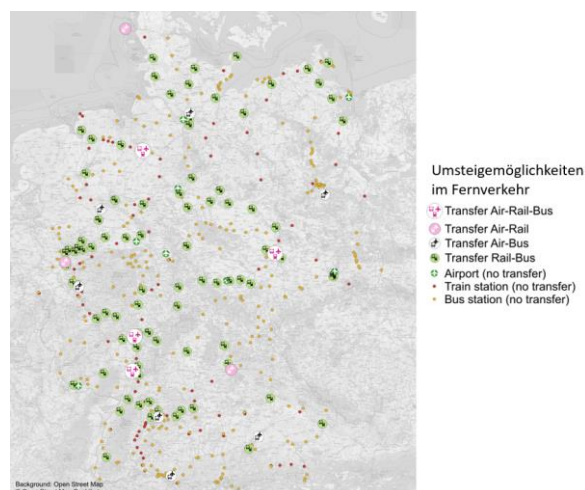 Umsteigemöglichkeiten
im Fernverkehr
Transfer Air-Rail-Bus
Transfer Air-Rail
Transfer Air-Bus
Transfer Rail-Bus
Airport (no transfer)
Train station (no transfer)
Bus station (no transfer)
Background: Open Street Map